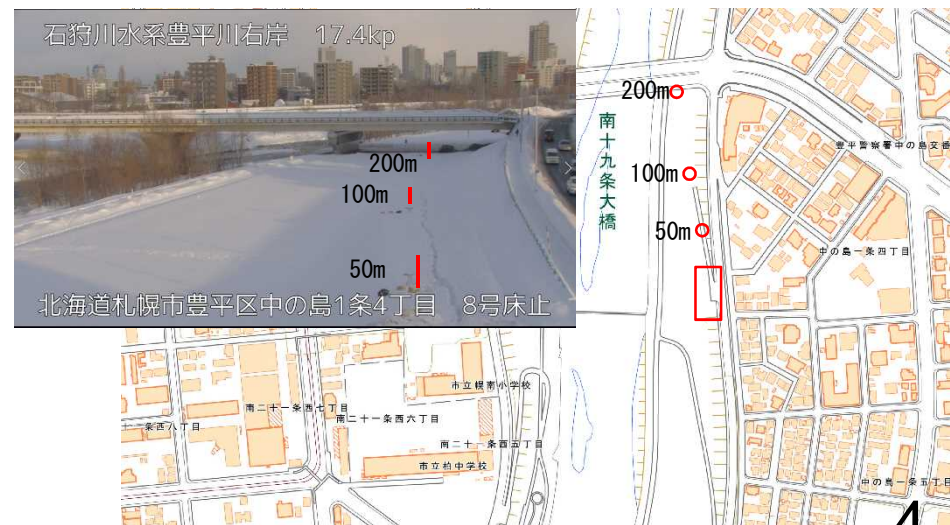 石狩川水系豊平川右岸 17.4kp
200m
100m
50m
北海道札幌市豊平区中の島1条4丁目 8号床止
200m
100m
50m
南十九条大橋
豊平警察署中の島交番
中の島一条四丁目
市立幌南小学校
南二十一条西七丁目
南二十一条西六丁目
十一条西八丁目
南二十一条西五丁目
市立柏中学校
中の島一条五丁目
4